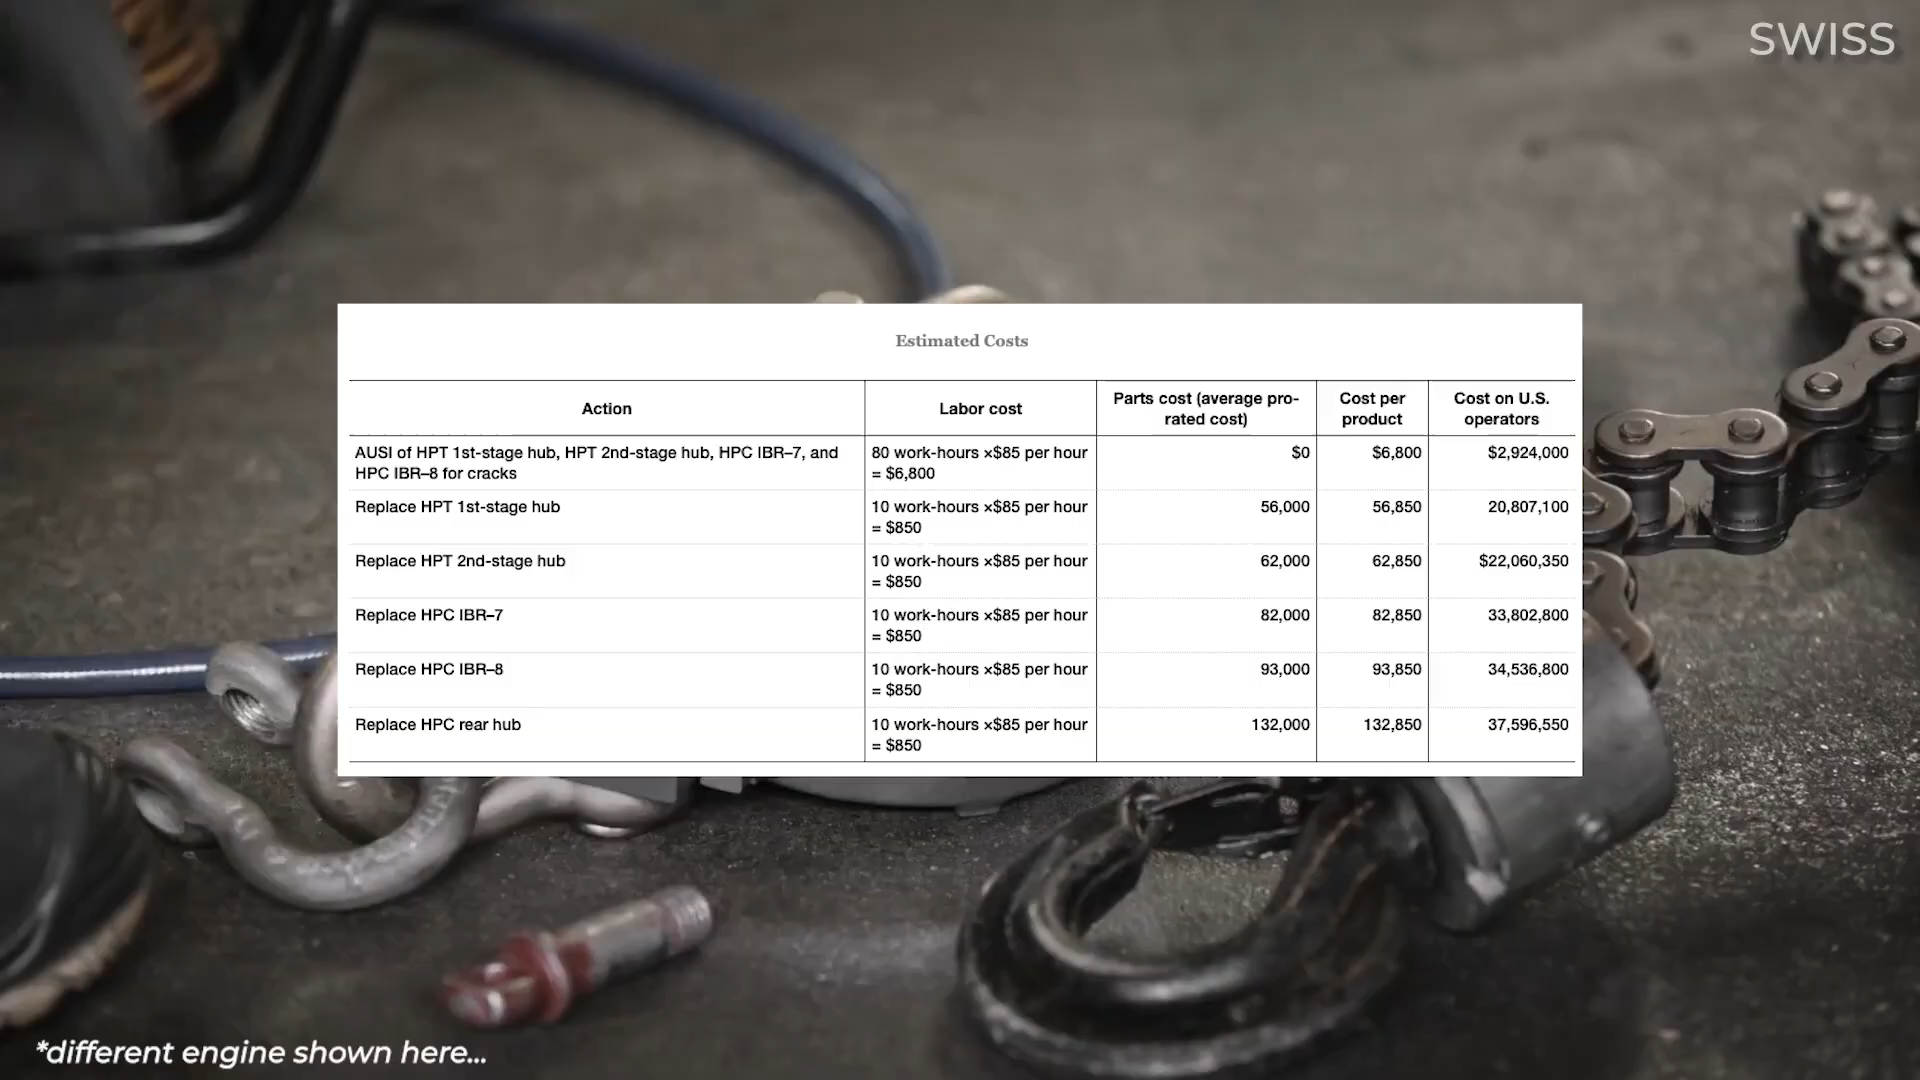 SWISS
Estimated Costs
Action
Labor cost
Parts cost (average pro-
rated cost)
Cost per
product
Cost on U.S.
operators
AUSI of HPT 1st-stage hub, HPT 2nd-stage hub, HPC IBR–7, and
HPC IBR–8 for cracks
80 work-hours ×$85 per hour
= $6,800
$0
$6,800
$2,924,000
Replace HPT 1st-stage hub
10 work-hours ×$85 per hour
= $850
56,000
56,850
20,807,100
Replace HPT 2nd-stage hub
10 work-hours ×$85 per hour
= $850
62,000
62,850
$22,060,350
Replace HPC IBR–7
10 work-hours ×$85 per hour
= $850
82,000
82,850
33,802,800
Replace HPC IBR–8
10 work-hours ×$85 per hour
= $850
93,000
93,850
34,536,800
Replace HPC rear hub
10 work-hours ×$85 per hour
= $850
132,000
132,850
37,596,550
*different engine shown here...